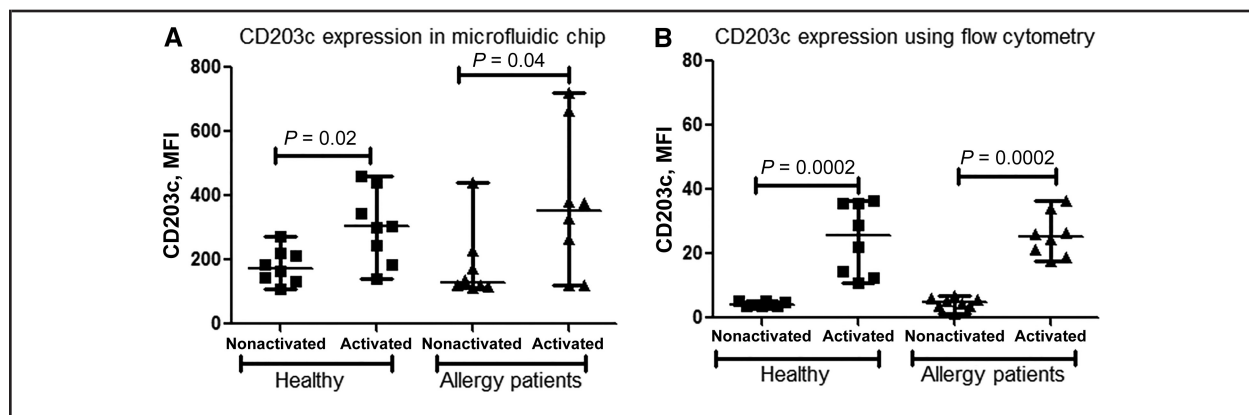 A CD203c expression in microfluidic chip
800
600
400
200
0
CD203c, MFI
P = 0.02
P = 0.04
Nonactivated Activated Nonactivated Activated
Healthy Allergy patients
B CD203c expression using flow cytometry
80
60
40
20
0
CD203c, MFI
P = 0.0002
P = 0.0002
Nonactivated Activated Nonactivated Activated
Healthy Allergy patients